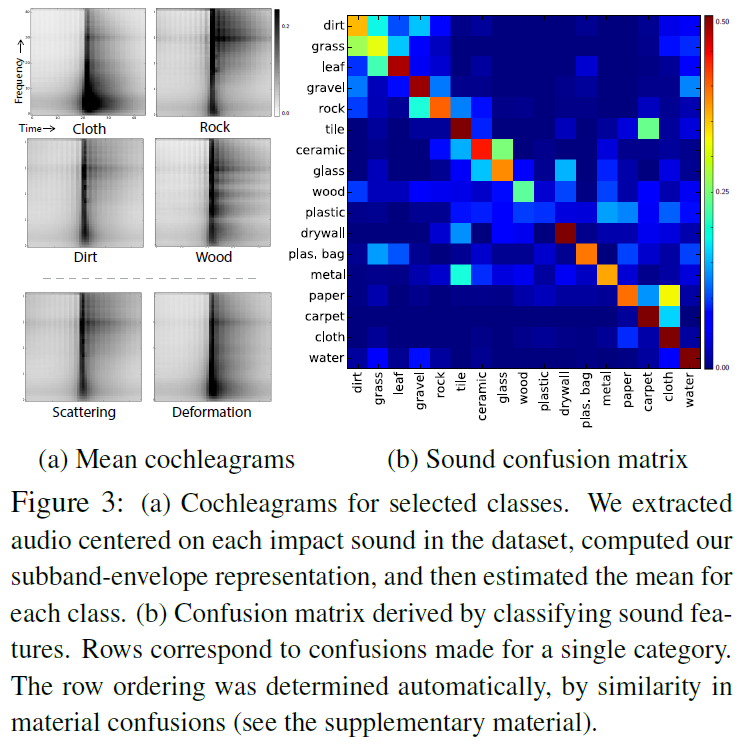 Frequency →
Time→
0.2
0.0
Cloth
Rock
Dirt
Wood
Scattering
Deformation
dirt
grass
leaf
gravel
rock
tile
ceramic
glass
wood
plastic
drywall
plas. bag
metal
paper
carpet
cloth
water
dirt
grass
leaf
gravel
rock
tile
ceramic
glass
wood
plastic
drywall
plas. bag
metal
paper
carpet
cloth
water
0.50
0.25
0.00
(a) Mean cochleagrams
(b) Sound confusion matrix
Figure 3: (a) Cochleagrams for selected classes. We extracted
audio centered on each impact sound in the dataset, computed our
subband-envelope representation, and then estimated the mean for
each class. (b) Confusion matrix derived by classifying sound fea-
tures. Rows correspond to confusions made for a single category.
The row ordering was determined automatically, by similarity in
material confusions (see the supplementary material).